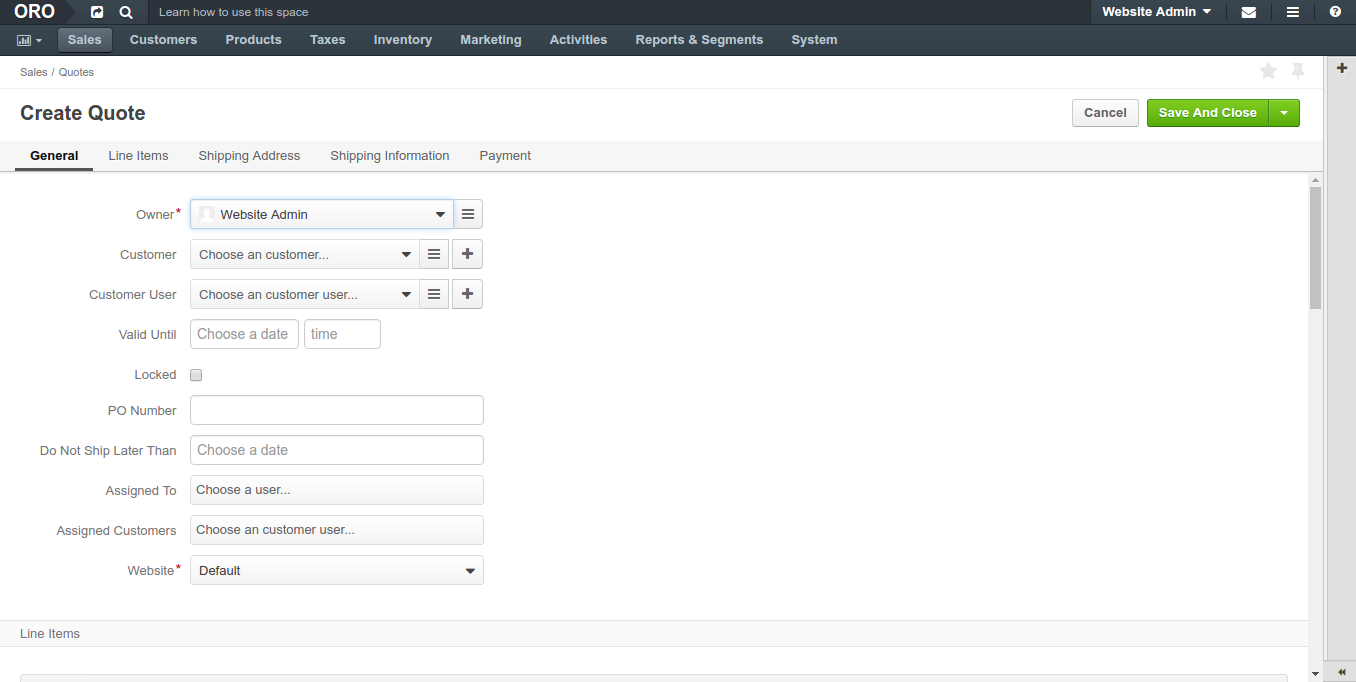 ORO Learn how to use this space Website Admin
Sales Customers Products Taxes Inventory Marketing Activities Reports & Segments System
Sales / Quotes
Create Quote Cancel Save And Close
General Line Items Shipping Address Shipping Information Payment
Owner* Website Admin
Customer Choose an customer...
Customer User Choose an customer user...
Valid Until Choose a date time
Locked
PO Number
Do Not Ship Later Than Choose a date
Assigned To Choose a user...
Assigned Customers Choose an customer user...
Website* Default
Line Items